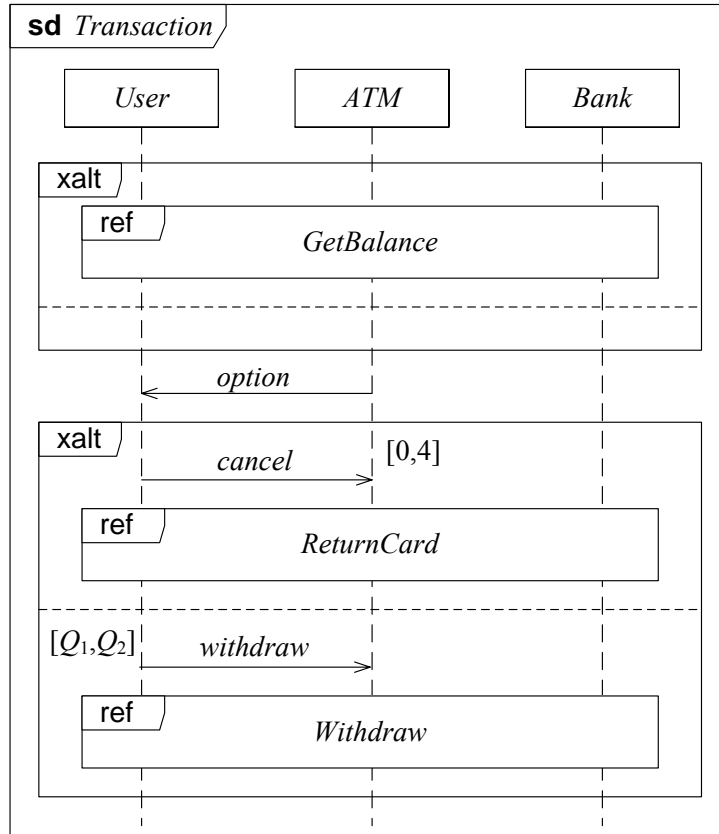 sd Transaction
User ATM Bank
xalt
ref
GetBalance
option
xalt
cancel [0,4]
ref
ReturnCard
[Q₁,Q₂] withdraw
ref
Withdraw